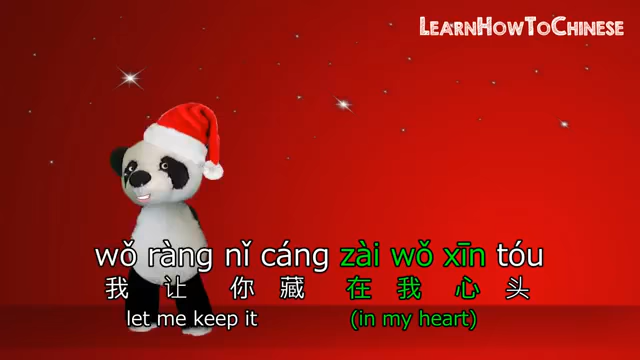 LearnHowToChinese
wǒ ràng nǐ cáng zài wǒ xīn tóu
我 让 你 藏 在 我 心 头
let me keep it (in my heart)